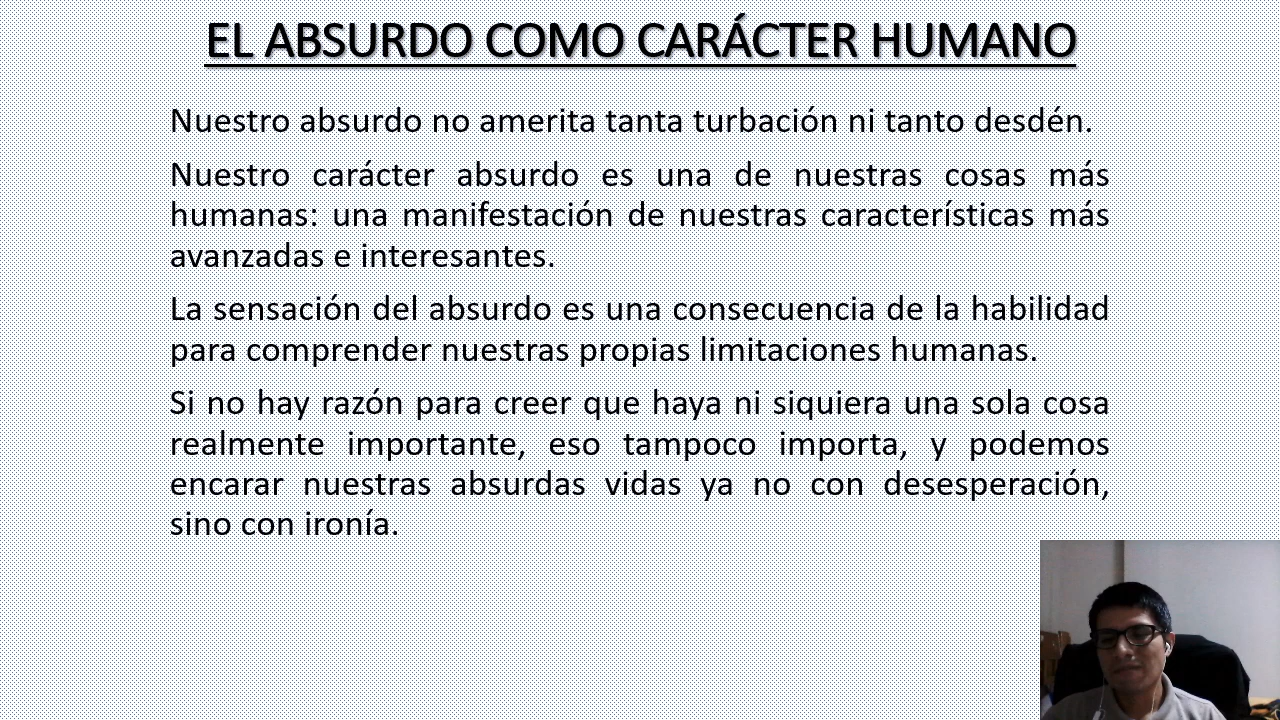 EL ABSURDO COMO CARÁCTER HUMANO
Nuestro absurdo no amerita tanta turbación ni tanto desdén.
Nuestro carácter absurdo es una de nuestras cosas más
humanas: una manifestación de nuestras características más
avanzadas e interesantes.
La sensación del absurdo es una consecuencia de la habilidad
para comprender nuestras propias limitaciones humanas.
Si no hay razón para creer que haya ni siquiera una sola cosa
realmente importante, eso tampoco importa, y podemos
encarar nuestras absurdas vidas ya no con desesperación,
sino con ironía.